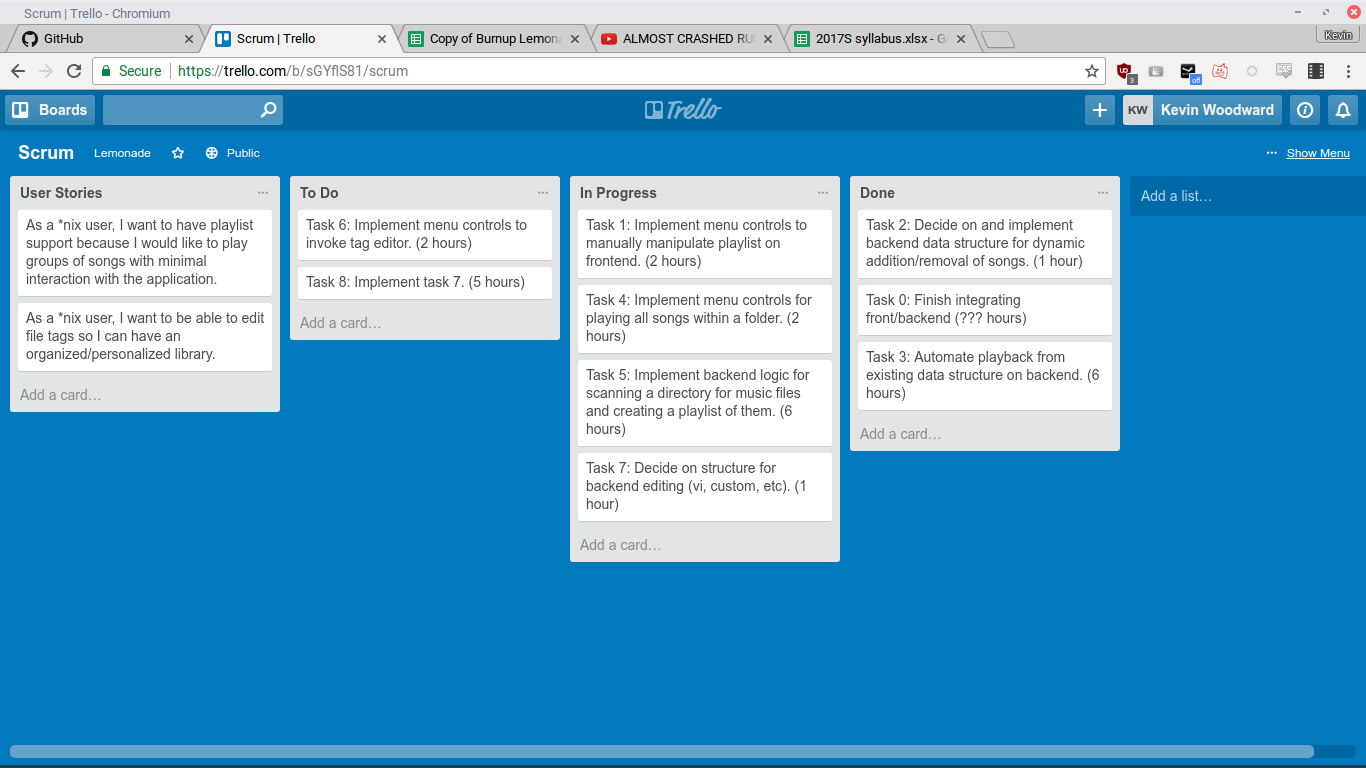 Scrum | Trello - Chromium
GitHub
Scrum | Trello
Copy of Burnup Lemona
ALMOST CRASHED RU
2017S syllabus.xlsx - G
Kevin
Secure
https://trello.com/b/sGYflS81/scrum
3
off
Boards
Trello
KW
Kevin Woodward
Scrum
Lemonade
Public
Show Menu
User Stories
As a *nix user, I want to have playlist
support because I would like to play
groups of songs with minimal
interaction with the application.
As a *nix user, I want to be able to edit
file tags so I can have an
organized/personalized library.
Add a card…
To Do
Task 6: Implement menu controls to
invoke tag editor. (2 hours)
Task 8: Implement task 7. (5 hours)
Add a card…
In Progress
Task 1: Implement menu controls to
manually manipulate playlist on
frontend. (2 hours)
Task 4: Implement menu controls for
playing all songs within a folder. (2
hours)
Task 5: Implement backend logic for
scanning a directory for music files
and creating a playlist of them. (6
hours)
Task 7: Decide on structure for
backend editing (vi, custom, etc). (1
hour)
Add a card…
Done
Task 2: Decide on and implement
backend data structure for dynamic
addition/removal of songs. (1 hour)
Task 0: Finish integrating
front/backend (??? hours)
Task 3: Automate playback from
existing data structure on backend. (6
hours)
Add a card…
Add a list…